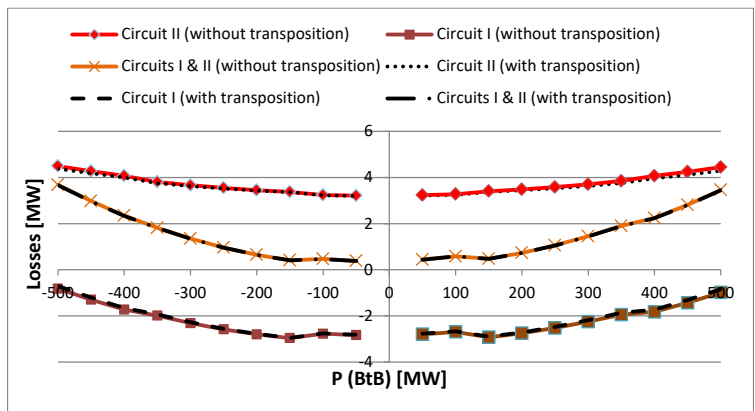 Circuit II (without transposition) Circuit I (without transposition)
Circuits I & II (without transposition) Circuit II (with transposition)
Circuit I (with transposition) Circuits I & II (with transposition)
6
4
2
0
-2
-4
Losses [MW]
-500 -400 -300 -200 -100 0 100 200 300 400 500
P (BtB) [MW]